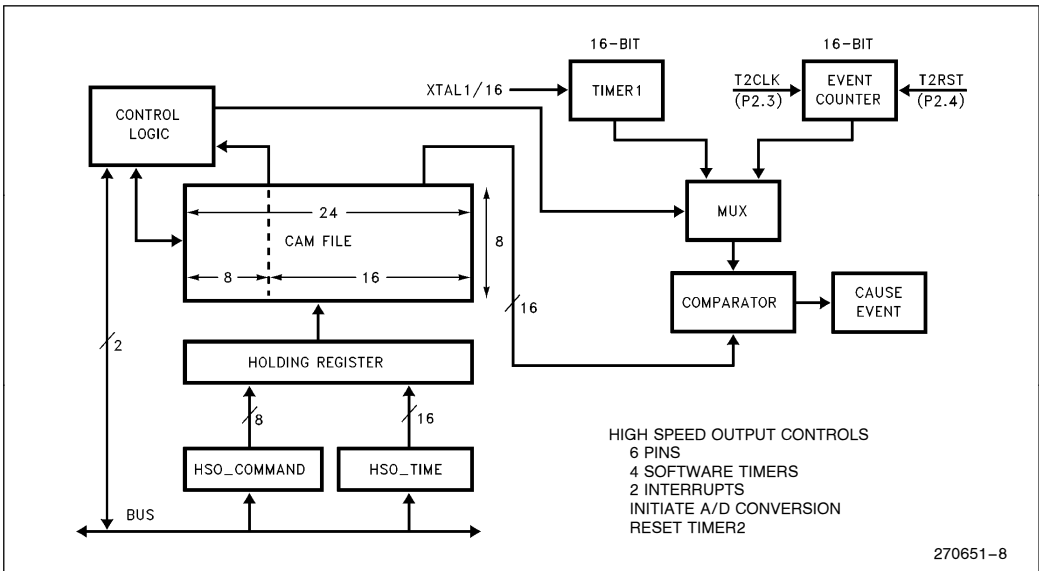 16-BIT
16-BIT
XTAL1/16
TIMER1
T2CLK
(P2.3)
EVENT
COUNTER
T2RST
(P2.4)
CONTROL
LOGIC
24
CAM FILE
8
8
16
MUX
COMPARATOR
CAUSE
EVENT
16
2
HOLDING REGISTER
8
16
HSO_COMMAND
HSO_TIME
BUS
HIGH SPEED OUTPUT CONTROLS
6 PINS
4 SOFTWARE TIMERS
2 INTERRUPTS
INITIATE A/D CONVERSION
RESET TIMER2
270651–8